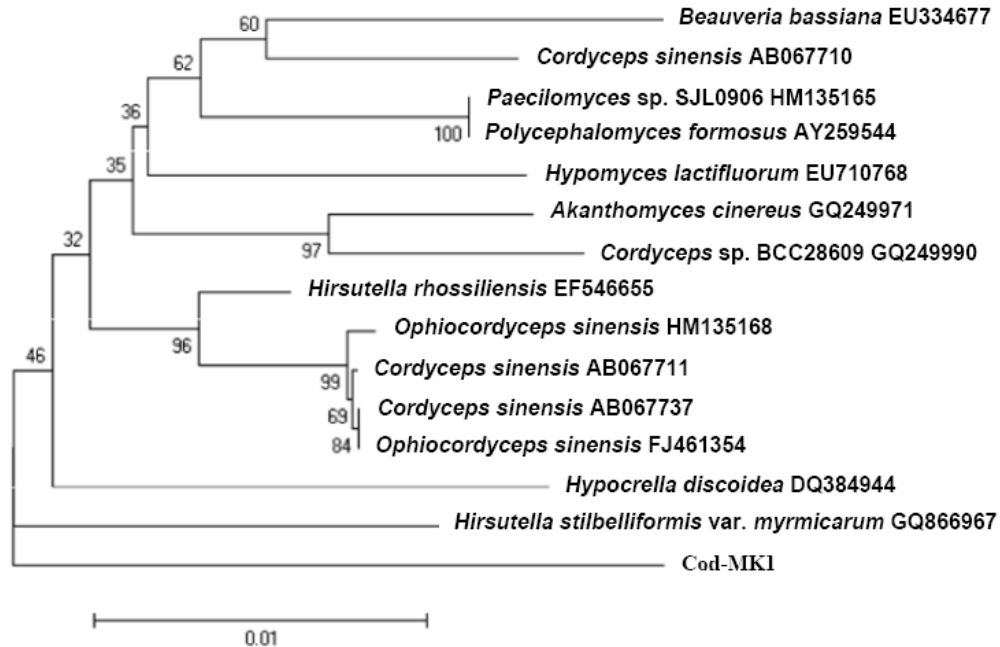 60
Beauveria bassiana EU334677
Cordyceps sinensis AB067710
62
Paecilomyces sp. SJL0906 HM135165
100
Polycephalomyces formosus AY259544
36
Hypomyces lactifluorum EU710768
35
Akanthomyces cinereus GQ249971
97
Cordyceps sp. BCC28609 GQ249990
32
Hirsutella rhossiliensis EF546655
96
Ophiocordyceps sinensis HM135168
99
Cordyceps sinensis AB067711
69
Cordyceps sinensis AB067737
84
Ophiocordyceps sinensis FJ461354
46
Hypocrella discoidea DQ384944
Hirsutella stilbelliformis var. myrmicarum GQ866967
Cod-MK1
0.01